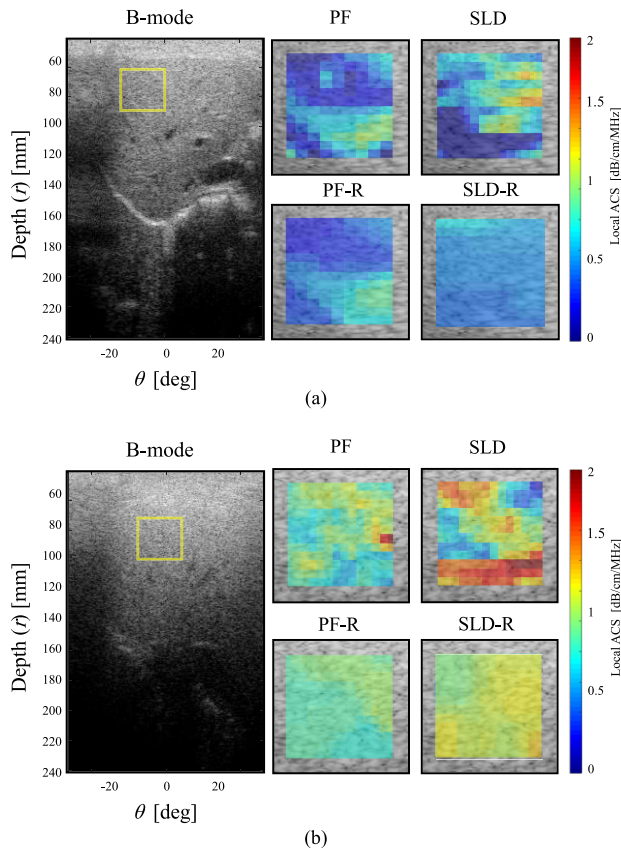 B-mode
PF
SLD
40
60
80
100
120
140
160
180
200
220
240
Depth (r) [mm]
-20
0
20
θ [deg]
PF-R
SLD-R
2
1.5
1
0.5
0
Local ACS [dB/cm/MHz]
(a)
B-mode
PF
SLD
40
60
80
100
120
140
160
180
200
220
240
Depth (r) [mm]
-20
0
20
θ [deg]
PF-R
SLD-R
2
1.5
1
0.5
0
Local ACS [dB/cm/MHz]
(b)